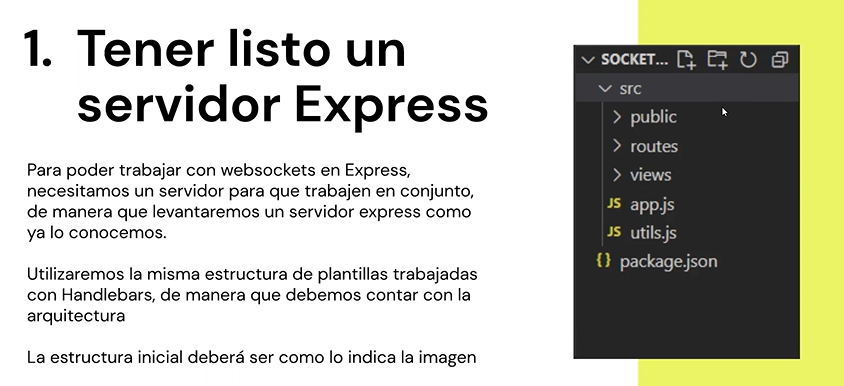 1. Tener listo un
servidor Express
Para poder trabajar con websockets en Express,
necesitamos un servidor para que trabajen en conjunto,
de manera que levantaremos un servidor express como
ya lo conocemos.
Utilizaremos la misma estructura de plantillas trabajadas
con Handlebars, de manera que debemos contar con la
arquitectura
La estructura inicial deberá ser como lo indica la imagen
SOCKET...
src
public
routes
views
JS app.js
JS utils.js
{} package.json